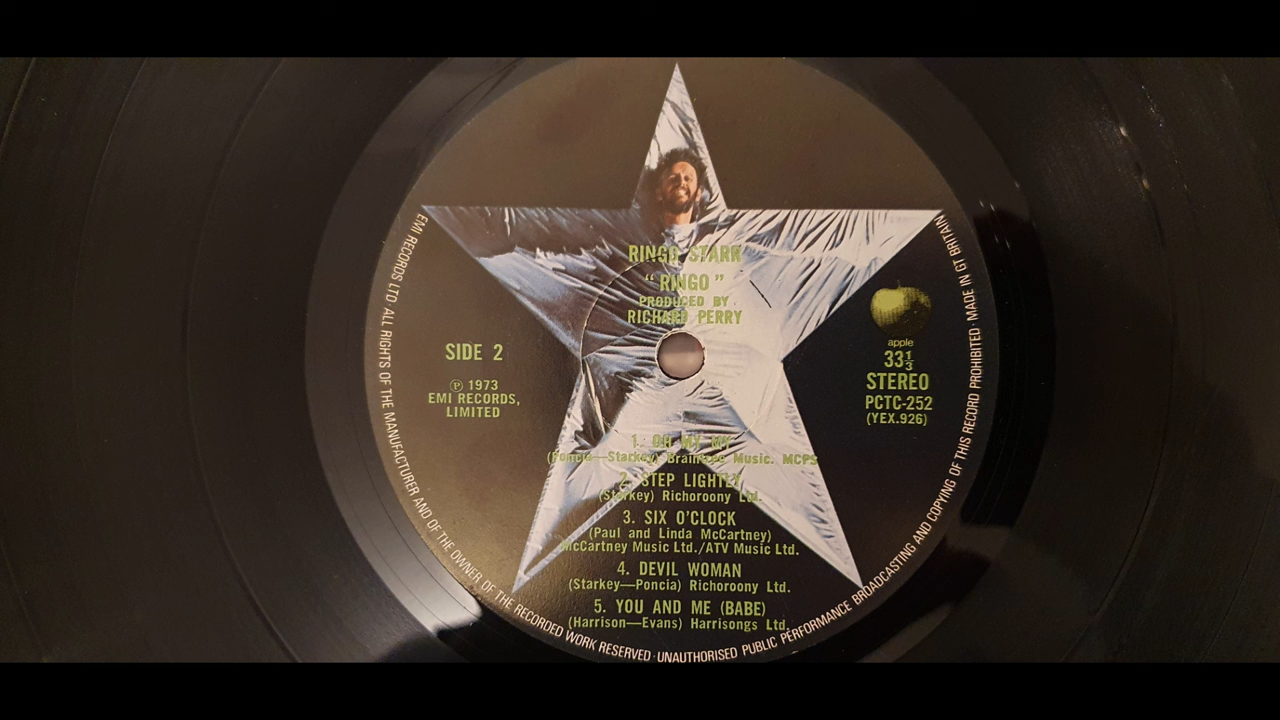 RINGO STARR
"RINGO"
PRODUCED BY
RICHARD PERRY
SIDE 2
℗ 1973
EMI RECORDS,
LIMITED
apple
33⅓
STEREO
PCTC-252
(YEX.926)
1. OH MY MY
(Poncia—Starkey) Braintree Music. MCPS
2. STEP LIGHTLY
(Starkey) Richoroony Ltd.
3. SIX O'CLOCK
(Paul and Linda McCartney)
McCartney Music Ltd./ATV Music Ltd.
4. DEVIL WOMAN
(Starkey—Poncia) Richoroony Ltd.
5. YOU AND ME (BABE)
(Harrison—Evans) Harrisongs Ltd.
EMI RECORDS LTD · ALL RIGHTS OF THE MANUFACTURER AND OF THE OWNER OF THE RECORDED WORK RESERVED · UNAUTHORISED PUBLIC PERFORMANCE BROADCASTING AND COPYING OF THIS RECORD PROHIBITED · MADE IN GT BRITAIN